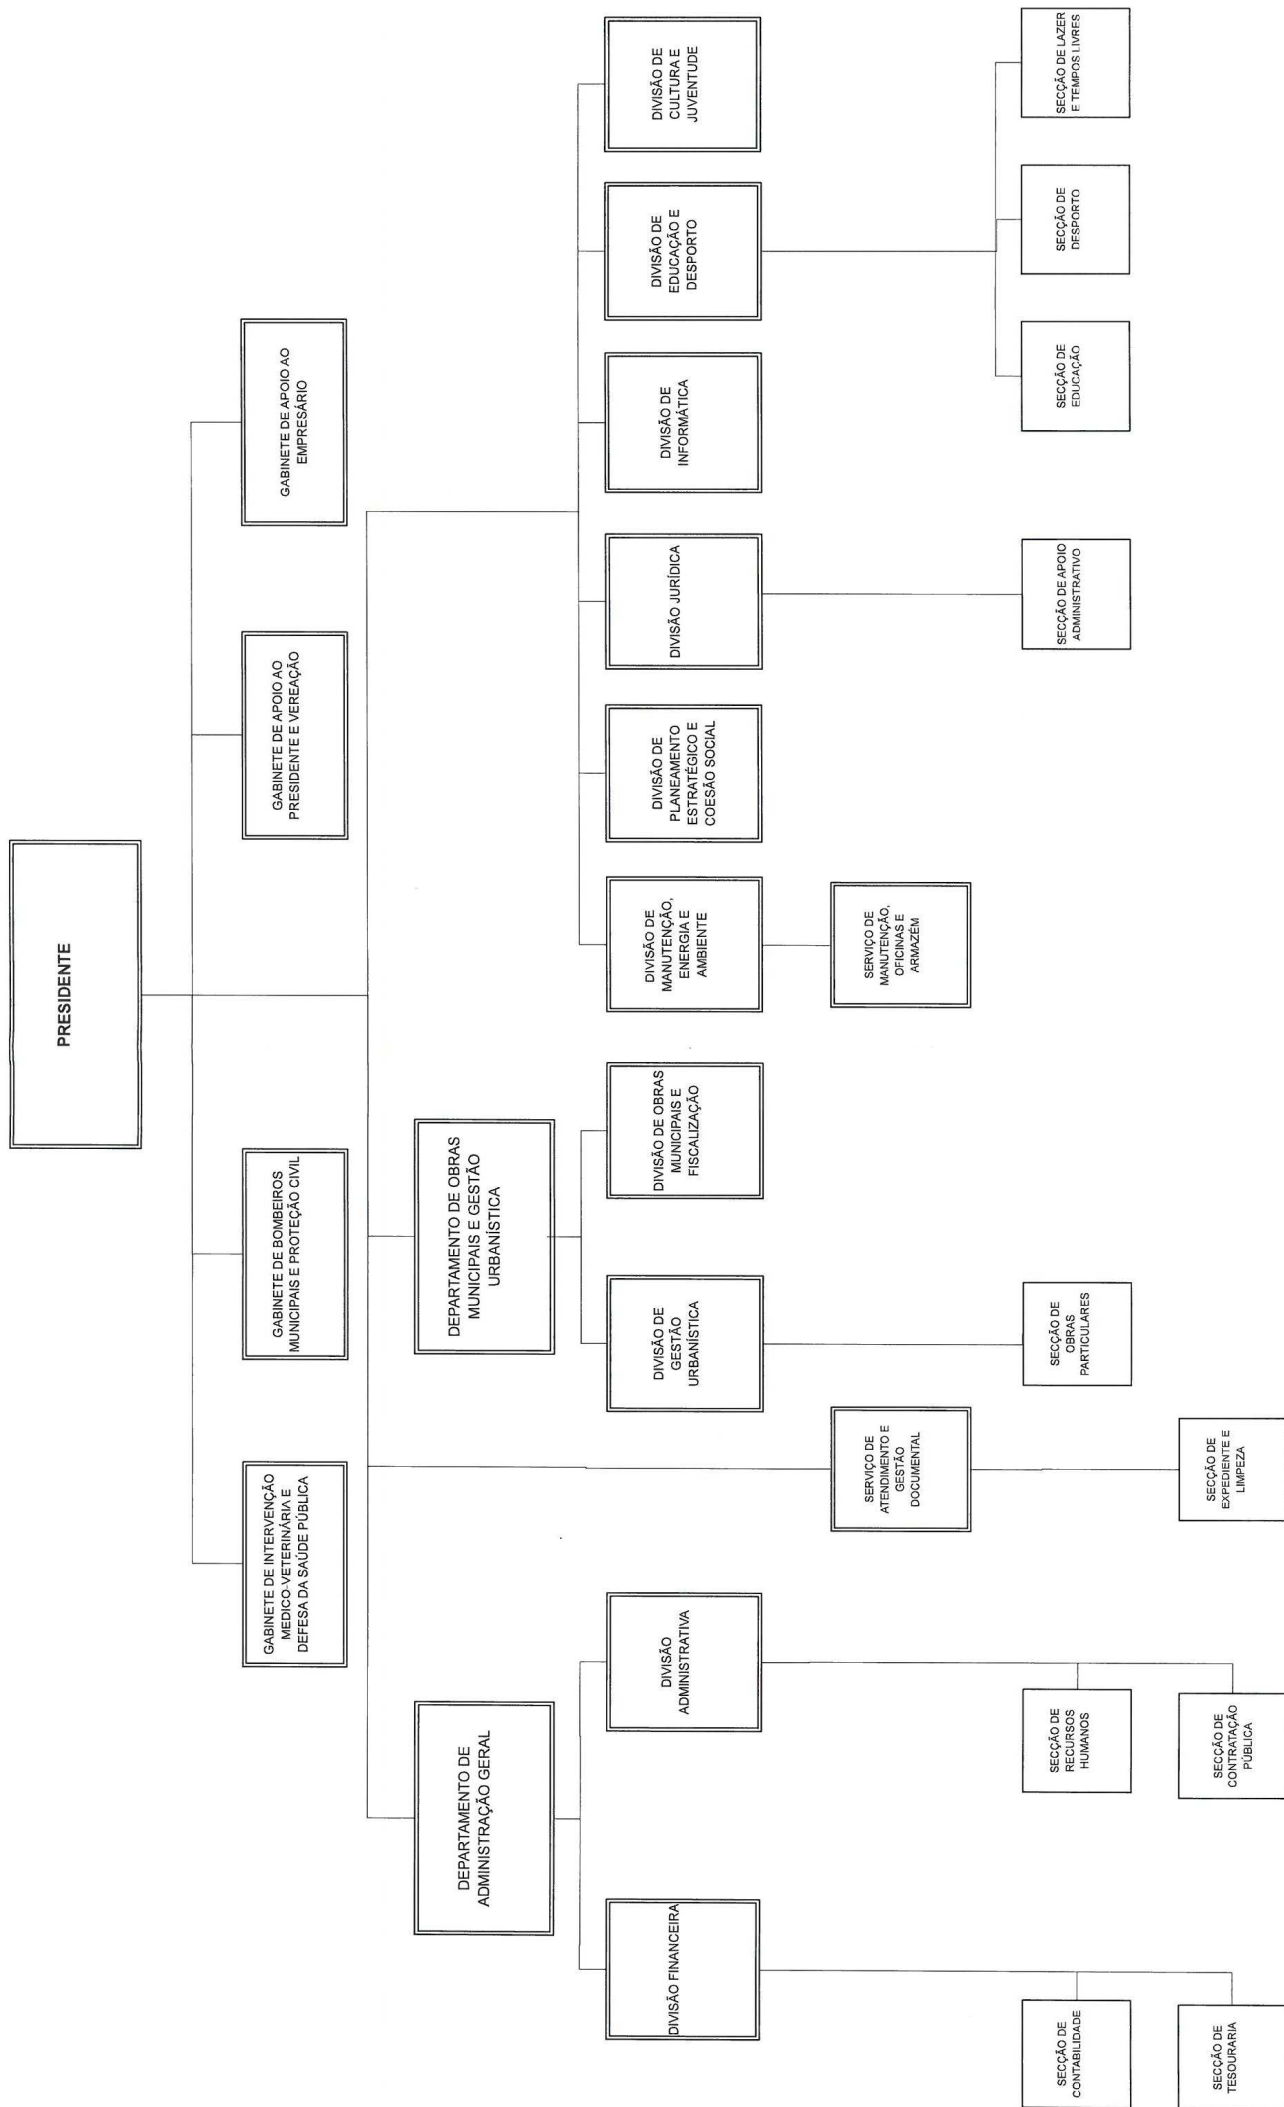 PRESIDENTE
GABINETE DE INTERVENÇÃO
MEDICO-VETERINÁRIA E
DEFESA DA SAÚDE PÚBLICA
GABINETE DE BOMBEIROS
MUNICIPAIS E PROTEÇÃO CIVIL
GABINETE DE APOIO AO
PRESIDENTE E VEREAÇÃO
GABINETE DE APOIO AO
EMPRESÁRIO
DEPARTAMENTO DE
ADMINISTRAÇÃO GERAL
DEPARTAMENTO DE OBRAS
MUNICIPAIS E GESTÃO
URBANÍSTICA
DIVISÃO FINANCEIRA
DIVISÃO
ADMINISTRATIVA
DIVISÃO DE
GESTÃO
URBANÍSTICA
DIVISÃO DE OBRAS
MUNICIPAIS E
FISCALIZAÇÃO
DIVISÃO DE
MANUTENÇÃO,
ENERGIA E
AMBIENTE
DIVISÃO DE
PLANEAMENTO
ESTRATÉGICO E
COESÃO SOCIAL
DIVISÃO JURÍDICA
DIVISÃO DE
INFORMÁTICA
DIVISÃO DE
EDUCAÇÃO E
DESPORTO
DIVISÃO DE
CULTURA E
JUVENTUDE
SERVIÇO DE
ATENDIMENTO E
GESTÃO
DOCUMENTAL
SERVIÇO DE
MANUTENÇÃO,
OFICINAS E
ARMAZÉM
SECÇÃO DE
CONTABILIDADE
SECÇÃO DE
RECURSOS
HUMANOS
SECÇÃO DE
OBRAS
PARTICULARES
SECÇÃO DE APOIO
ADMINISTRATIVO
SECÇÃO DE
EDUCAÇÃO
SECÇÃO DE
DESPORTO
SECÇÃO DE LAZER
E TEMPOS LIVRES
SECÇÃO DE
TESOURARIA
SECÇÃO DE
CONTRATAÇÃO
PÚBLICA
SECÇÃO DE
EXPEDIENTE E
LIMPEZA